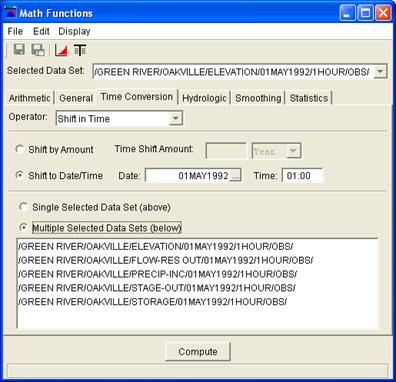 Math Functions
File Edit Display
Selected Data Set: /GREEN RIVER/OAKVILLE/ELEVATION/01MAY1992/1HOUR/OBS/
Arithmetic General Time Conversion Hydrologic Smoothing Statistics
Operator: Shift in Time
Shift by Amount Time Shift Amount: Year
Shift to Date/Time Date: 01MAY1992 ... Time: 01:00
Single Selected Data Set (above)
Multiple Selected Data Sets (below)
/GREEN RIVER/OAKVILLE/ELEVATION/01MAY1992/1HOUR/OBS/
/GREEN RIVER/OAKVILLE/FLOW-RES OUT/01MAY1992/1HOUR/OBS/
/GREEN RIVER/OAKVILLE/PRECIP-INC/01MAY1992/1HOUR/OBS/
/GREEN RIVER/OAKVILLE/STAGE-OUT/01MAY1992/1HOUR/OBS/
/GREEN RIVER/OAKVILLE/STORAGE/01MAY1992/1HOUR/OBS/
Compute